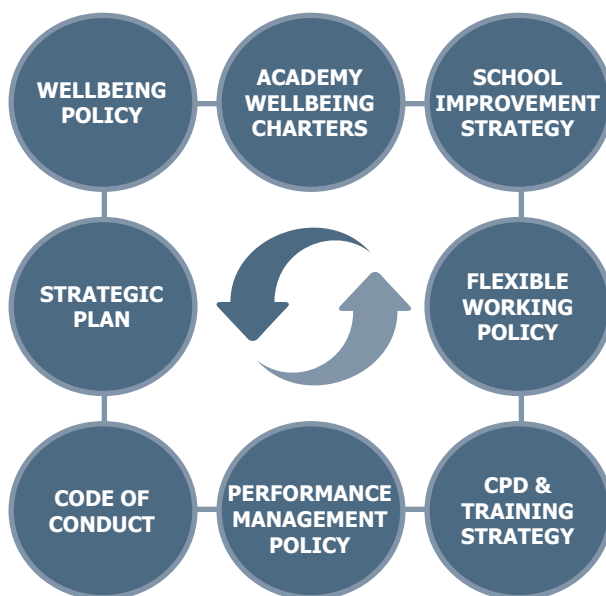 WELLBEING
POLICY
ACADEMY
WELLBEING
CHARTERS
SCHOOL
IMPROVEMENT
STRATEGY
STRATEGIC
PLAN
FLEXIBLE
WORKING
POLICY
CODE OF
CONDUCT
PERFORMANCE
MANAGEMENT
POLICY
CPD &
TRAINING
STRATEGY